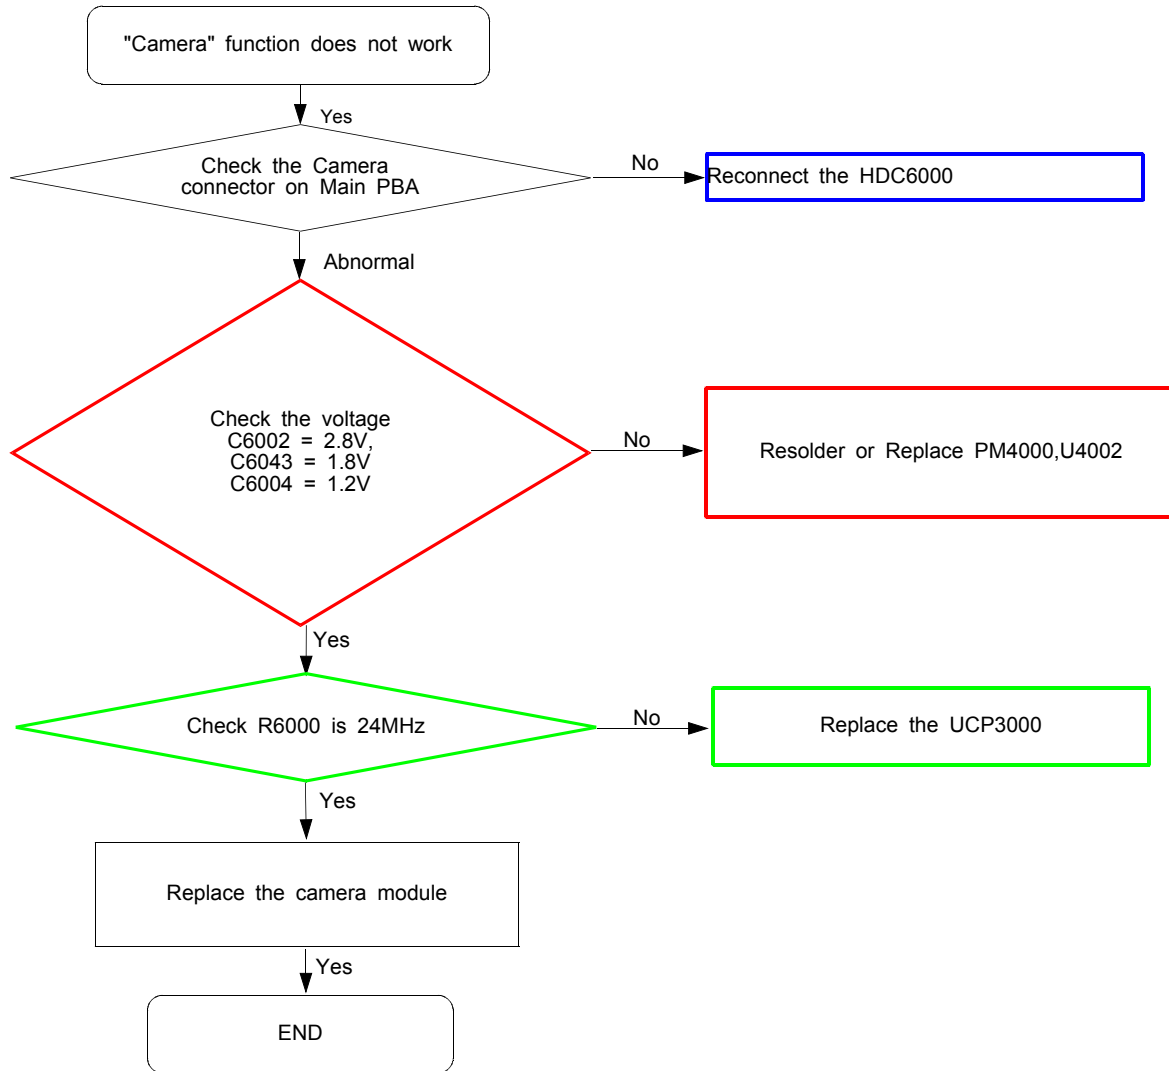 "Camera" function does not work
Yes
Check the Camera
connector on Main PBA
No
Reconnect the HDC6000
Abnormal
Check the voltage
C6002 = 2.8V,
C6043 = 1.8V
C6004 = 1.2V
No
Resolder or Replace PM4000,U4002
Yes
Check R6000 is 24MHz
No
Replace the UCP3000
Yes
Replace the camera module
Yes
END